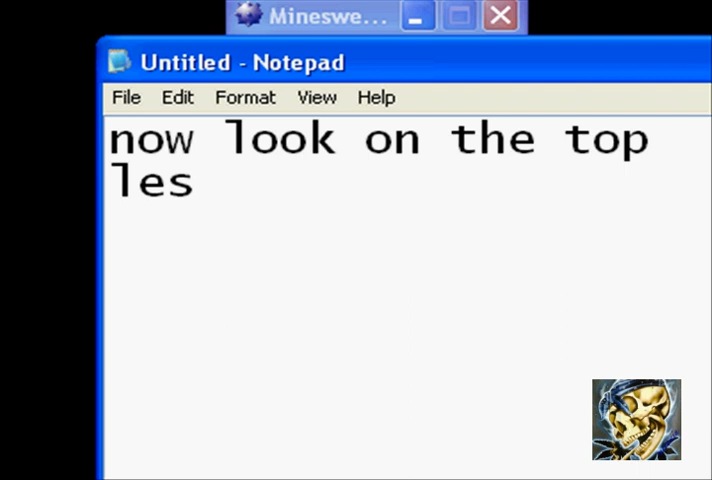 Mineswe...
Untitled - Notepad
File Edit Format View Help
now look on the top
les